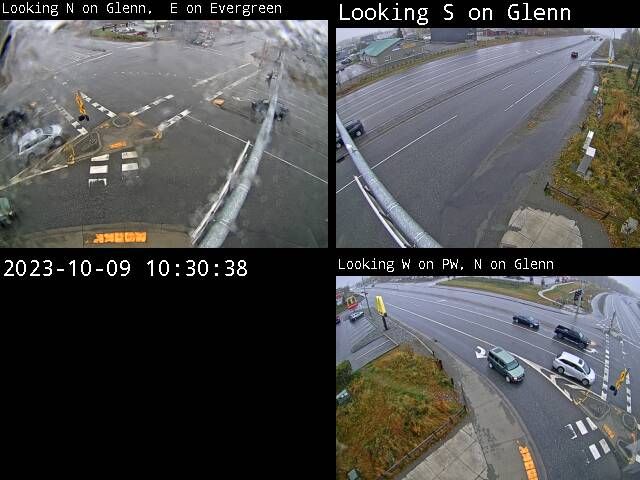 Looking N on Glenn, E on Evergreen
Looking S on Glenn
2023-10-09 10:30:38
Looking W on PW, N on Glenn